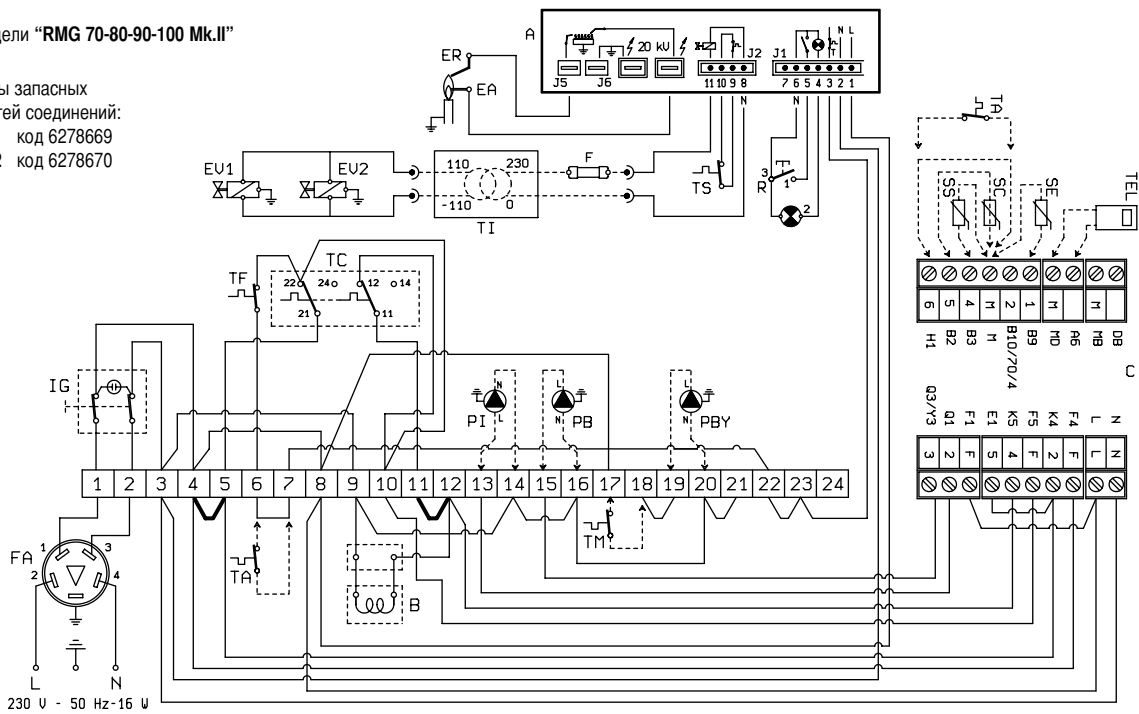 дели “RMG 70-80-90-100 Mk.II”
ы запасных
тей соединений:
код 6278669
2 код 6278670
A
20 kV
J5 J6
J2
J1
N L
11 10 9 8
7 6 5 4 3 2 1
N
N
ER
EA
EV1
EV2
110 230
-110 0
TI
F
TS
3
R
1
2
TA
SS
SC
SE
TEL
6 5 4 M 2 1 M M
H1 B2 B3 M B10/70/4 B9 MD A6 MB DB
C
Q3/Y3 Q1 F1 E1 K5 F5 K4 F4 L N
3 2 F 5 4 F 2 F L N
TF
TC
22 24 12 14
21 11
IG
PI
N
L
PB
L
N
PBY
L
N
1 2 3 4 5 6 7 8 9 10 11 12 13 14 15 16 17 18 19 20 21 22 23 24
FA
1 3
2 4
TA
B
TM
L N
230 V - 50 Hz-16 W